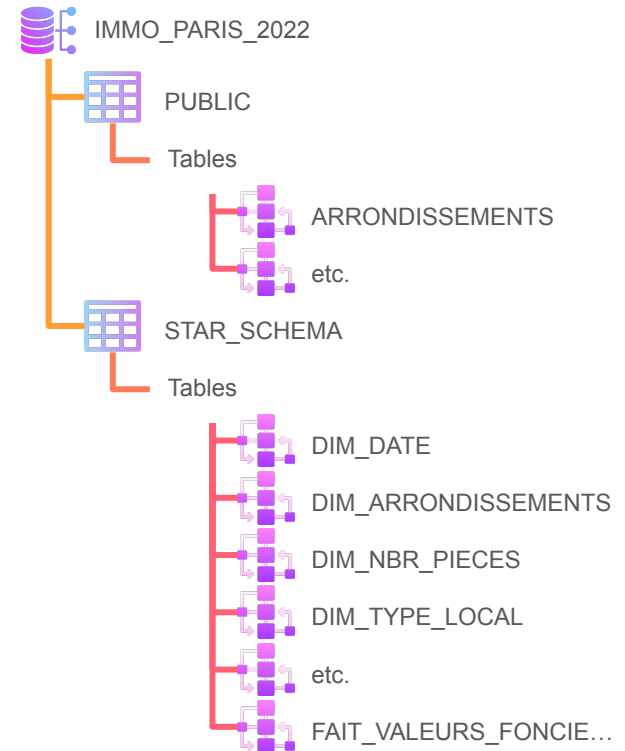 IMMO_PARIS_2022
PUBLIC
Tables
ARRONDISSEMENTS
etc.
STAR_SCHEMA
Tables
DIM_DATE
DIM_ARRONDISSEMENTS
DIM_NBR_PIECES
DIM_TYPE_LOCAL
etc.
FAIT_VALEURS_FONCIE…